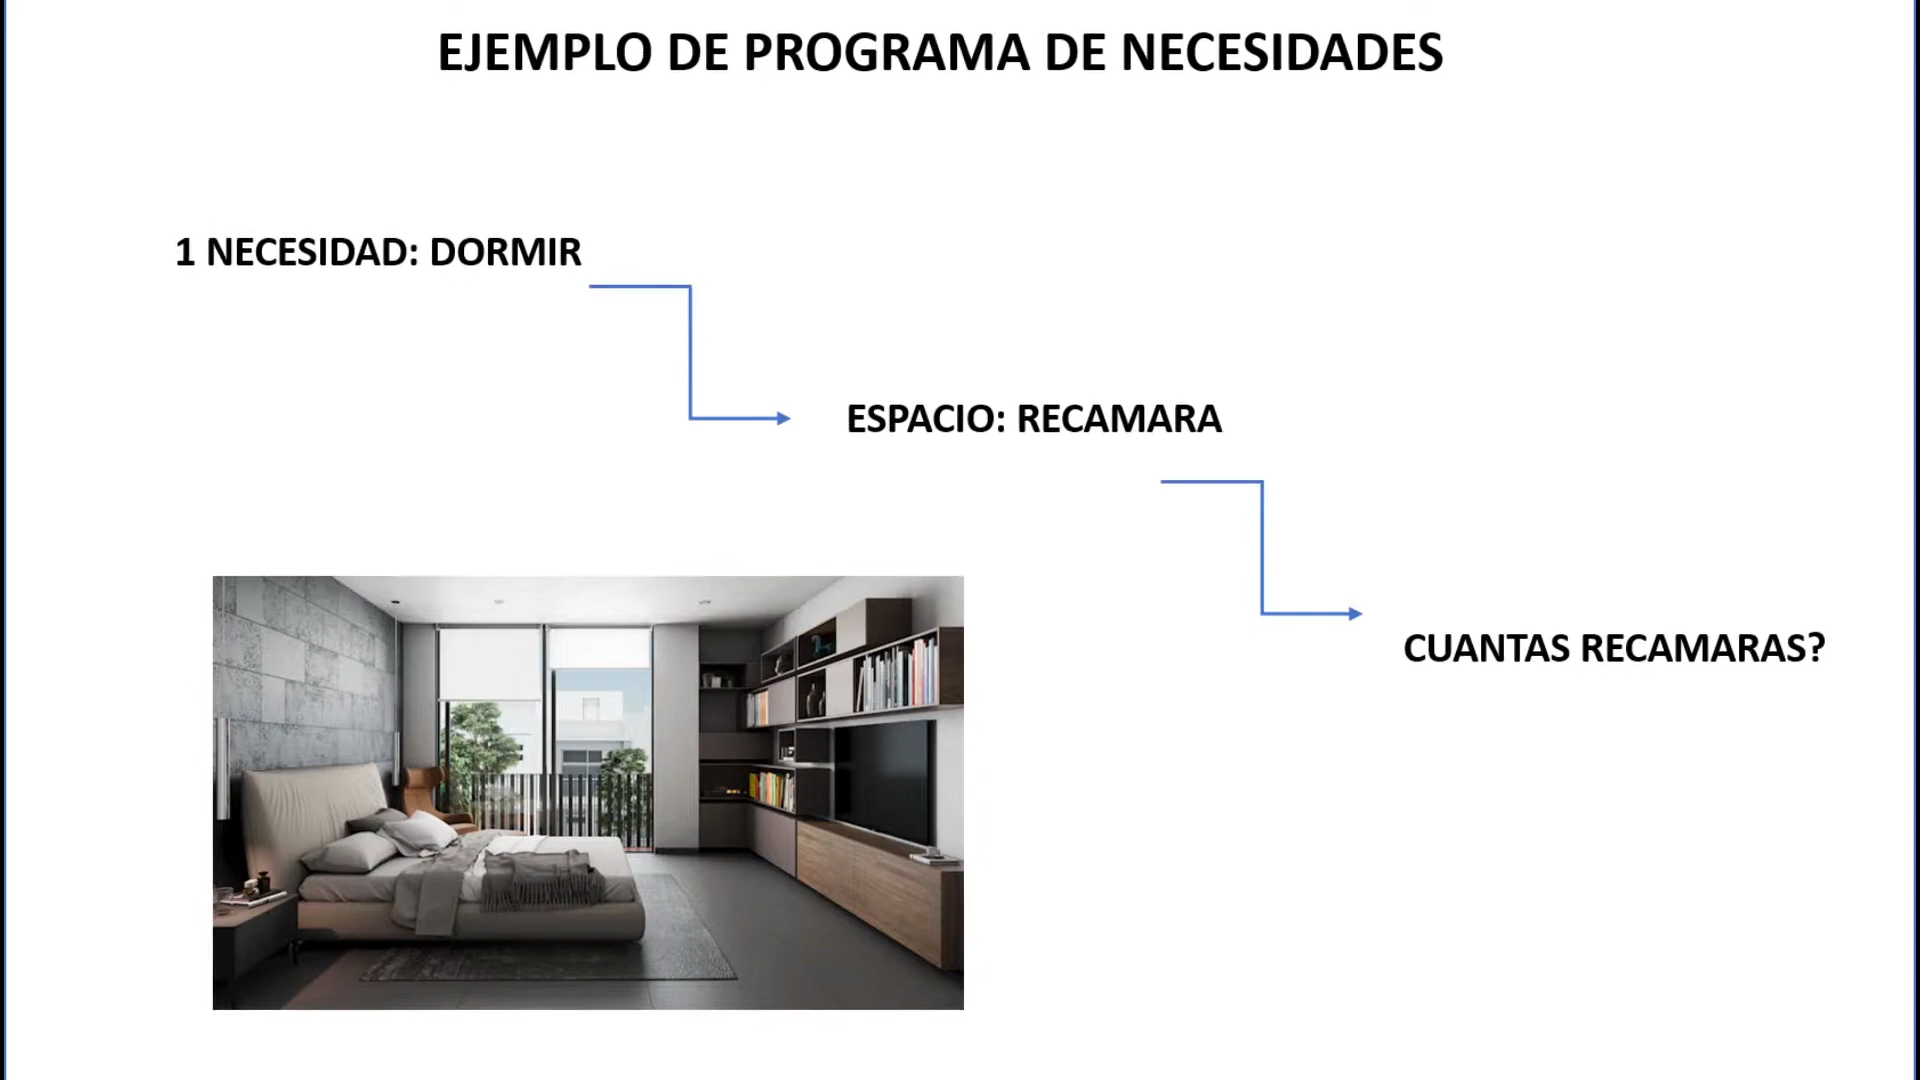 EJEMPLO DE PROGRAMA DE NECESIDADES
1 NECESIDAD: DORMIR
ESPACIO: RECAMARA
CUANTAS RECAMARAS?